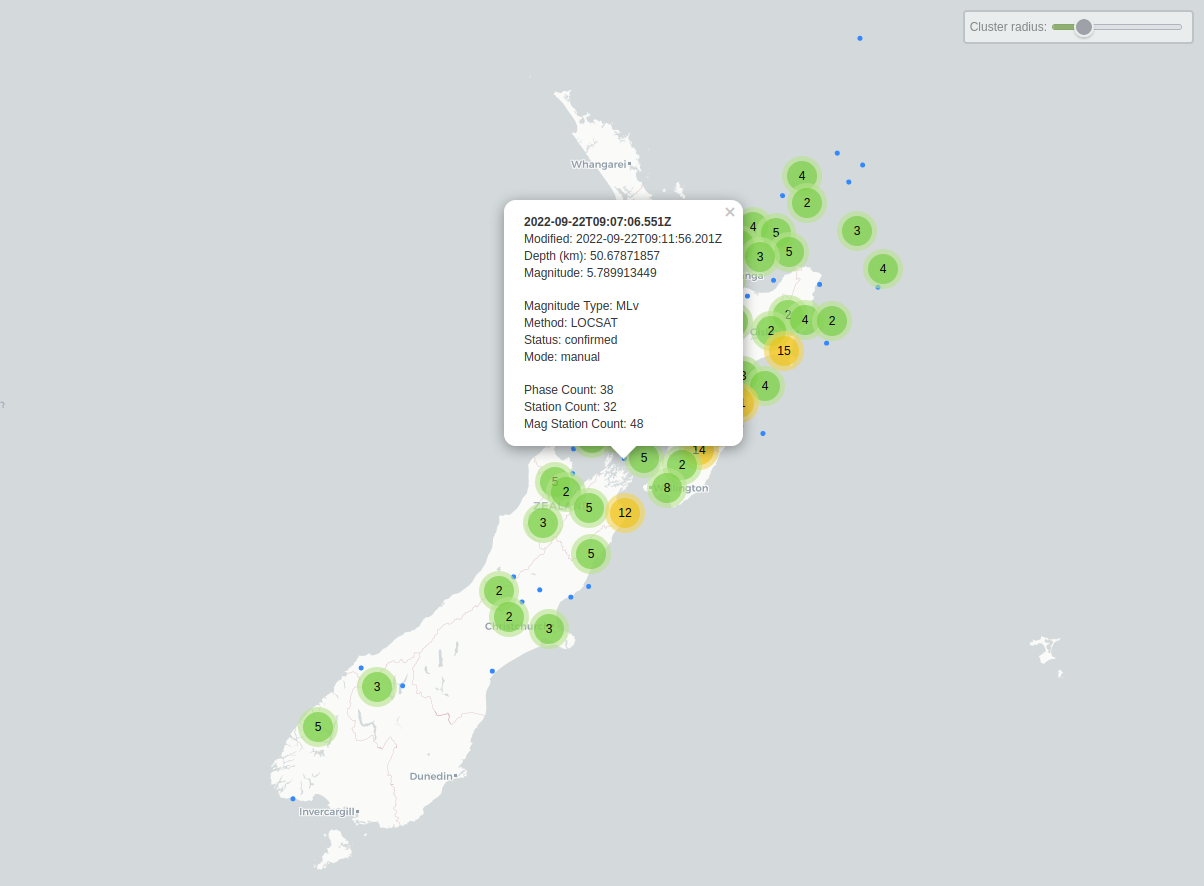 Cluster radius:
Whangarei
4
2
4
5
3
3
5
4
×
2022-09-22T09:07:06.551Z
Modified: 2022-09-22T09:11:56.201Z
Depth (km): 50.67871857
Magnitude: 5.789913449
Magnitude Type: MLv
Method: LOCSAT
Status: confirmed
Mode: manual
Phase Count: 38
Station Count: 32
Mag Station Count: 48
2
4
2
2
15
4
14
5
2
5
2
8
5
12
3
5
2
2
3
3
5
Dunedin
Invercargill